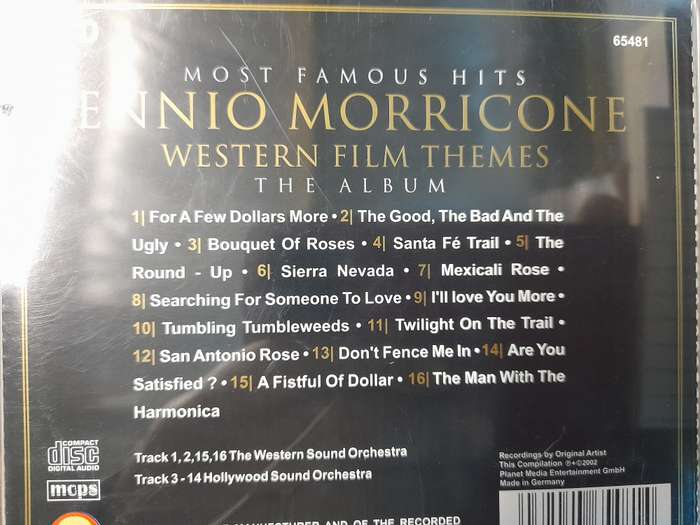 65481
MOST FAMOUS HITS
ENNIO MORRICONE
WESTERN FILM THEMES
THE ALBUM
1| For A Few Dollars More • 2| The Good, The Bad And The
Ugly • 3| Bouquet Of Roses • 4| Santa Fé Trail • 5| The
Round - Up • 6| Sierra Nevada • 7| Mexicali Rose •
8| Searching For Someone To Love • 9| I'll love You More •
10| Tumbling Tumbleweeds • 11| Twilight On The Trail •
12| San Antonio Rose • 13| Don't Fence Me In • 14| Are You
Satisfied ? • 15| A Fistful Of Dollar • 16| The Man With The
Harmonica
COMPACT
disc
DIGITAL AUDIO
mcps
Track 1, 2,15,16 The Western Sound Orchestra
Track 3 - 14 Hollywood Sound Orchestra
Recordings by Original Artist
This Compilation ℗+©2002
Planet Media Entertainment GmbH
Made in Germany
MANUFACTURER AND OF THE RECORDED